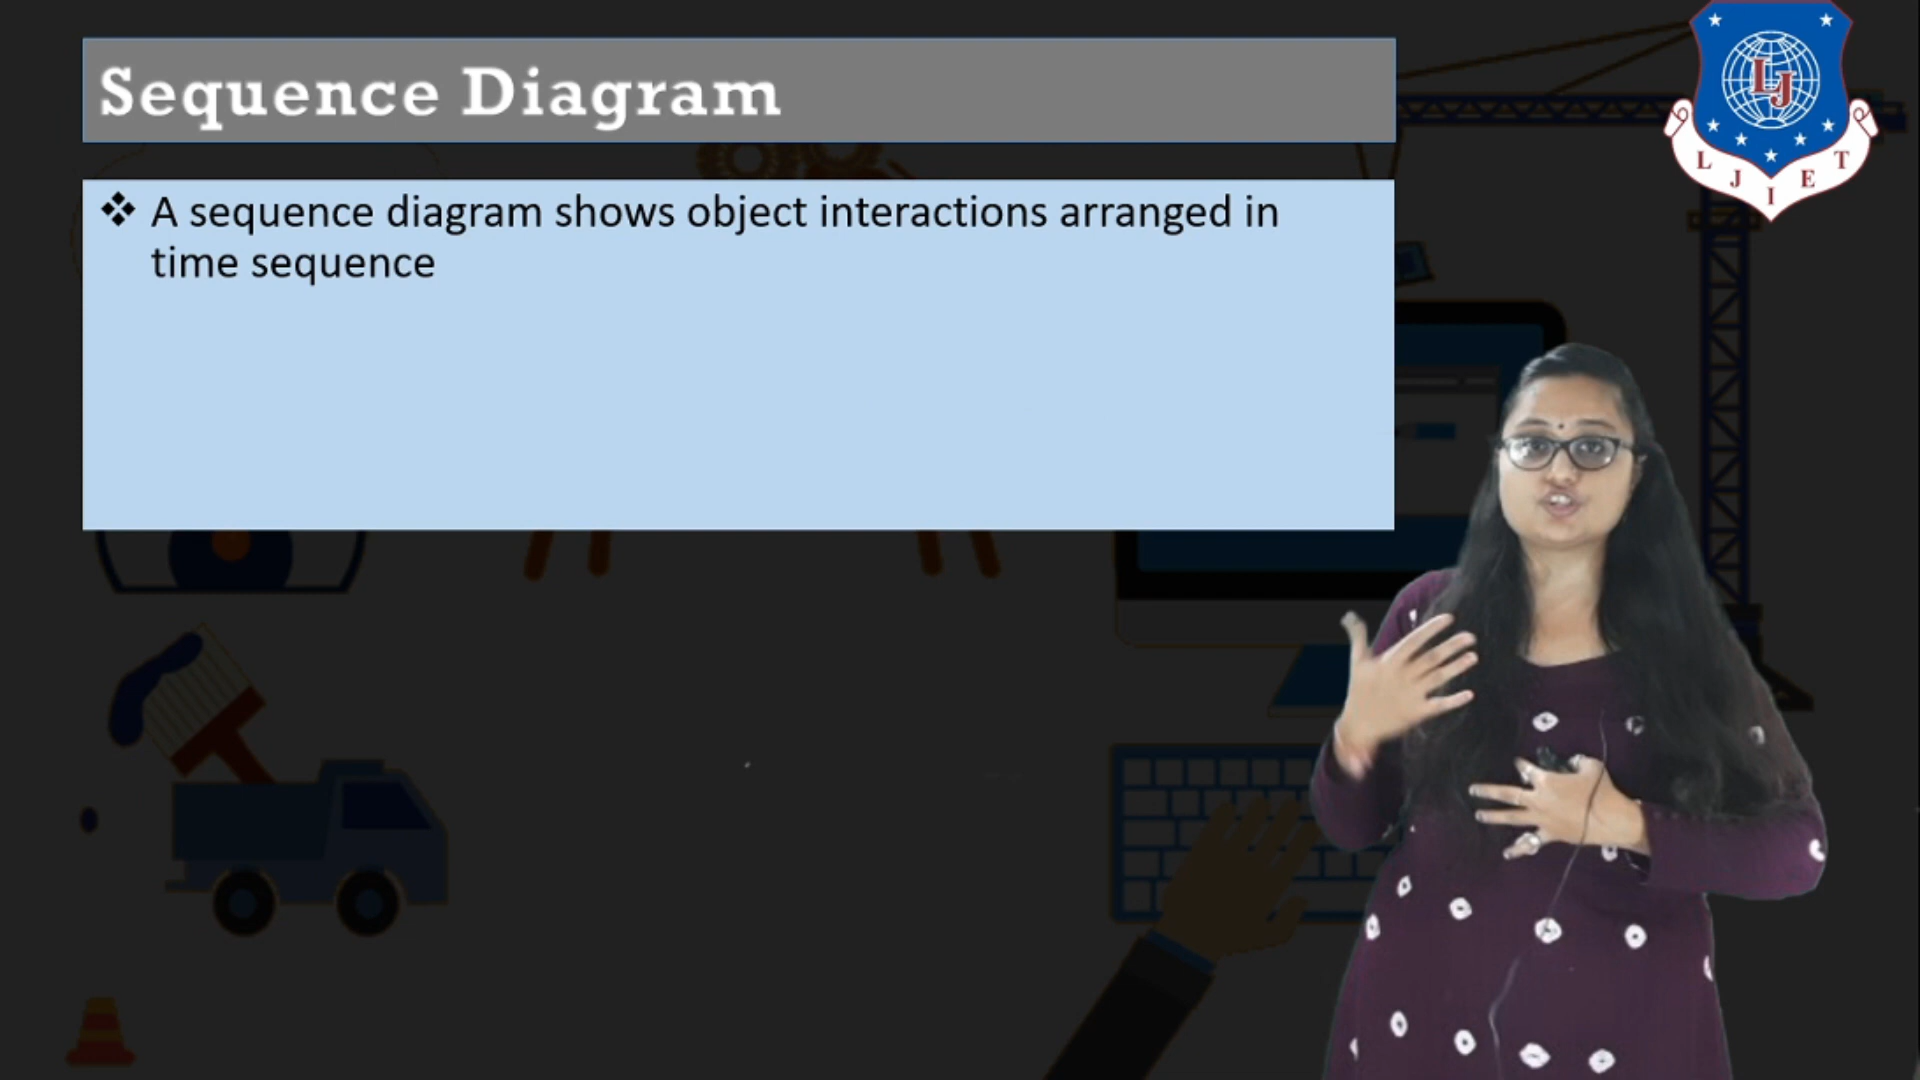 Sequence Diagram
❖ A sequence diagram shows object interactions arranged in
time sequence
LJ
L J I E T